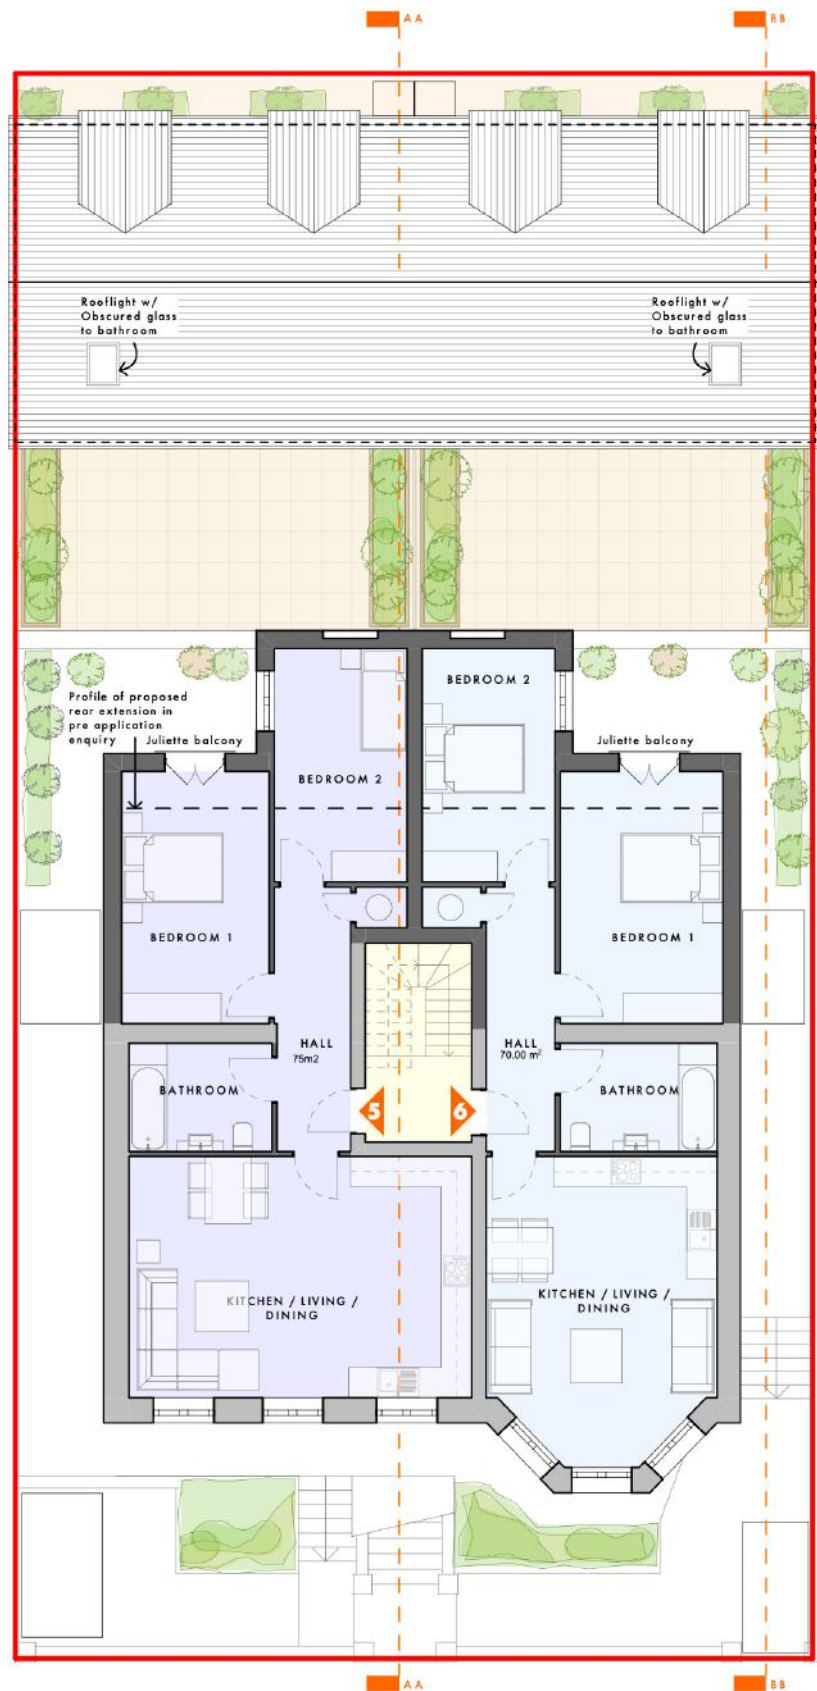 AA
BB
Rooflight w/
Obscured glass
to bathroom
Rooflight w/
Obscured glass
to bathroom
BEDROOM 2
Profile of proposed
rear extension in
pre application
enquiry
Juliette balcony
Juliette balcony
BEDROOM 2
BEDROOM 1
BEDROOM 1
HALL
75m2
HALL
70.00 m²
BATHROOM
BATHROOM
5
6
KITCHEN / LIVING /
DINING
KITCHEN / LIVING /
DINING
AA
BB